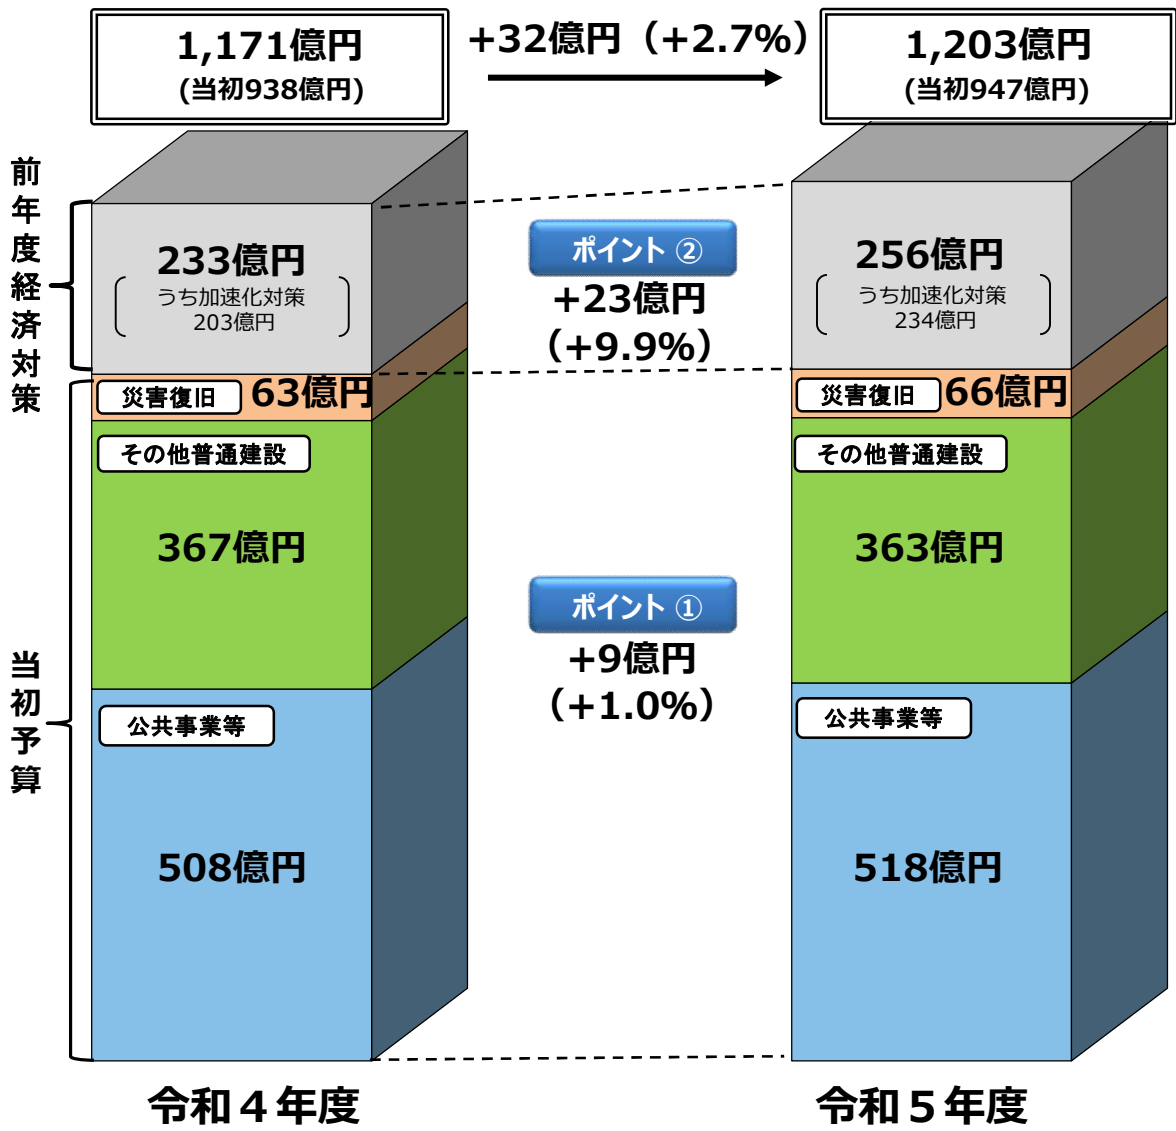 1,171億円
(当初938億円)
+32億円（+2.7%）
1,203億円
(当初947億円)
前年度経済対策
233億円
うち加速化対策
203億円
ポイント ②
+23億円
（+9.9%）
256億円
うち加速化対策
234億円
災害復旧 63億円
災害復旧 66億円
その他普通建設
367億円
その他普通建設
363億円
当初予算
ポイント ①
+9億円
（+1.0%）
公共事業等
508億円
公共事業等
518億円
令和４年度
令和５年度